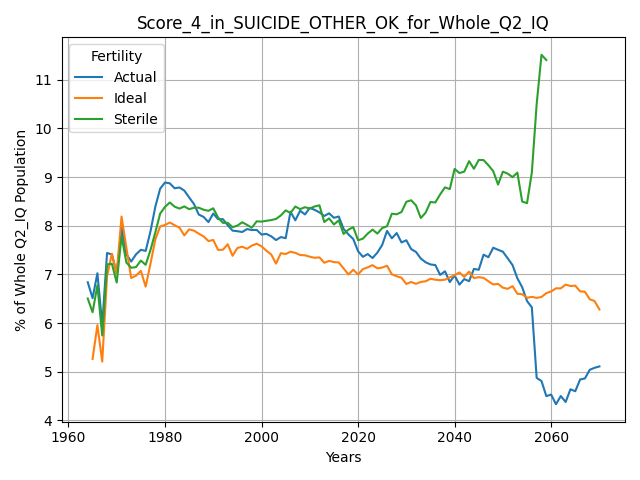 Score_4_in_SUICIDE_OTHER_OK_for_Whole_Q2_IQ
Fertility
Actual
Ideal
Sterile
% of Whole Q2_IQ Population
11
10
9
8
7
6
5
4
1960
1980
2000
2020
2040
2060
Years